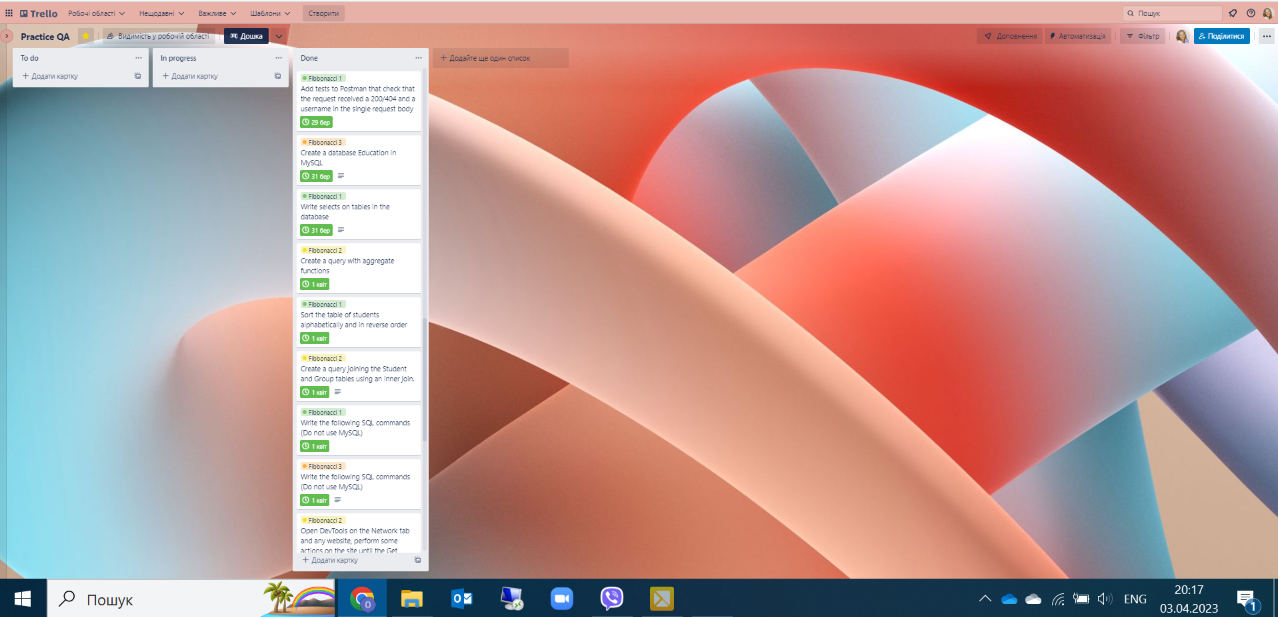 Trello
Робочі області
Нещодавні
Важливе
Шаблони
Створити
Пошук
Practice QA
Видимість у робочій області
Дошка
Доповнення
Автоматизація
Фільтр
Поділитися
To do
Додати картку
In progress
Додати картку
Done
Fibbonacci 1
Add tests to Postman that check that
the request received a 200/404 and a
username in the single request body
29 бер
Fibbonacci 3
Create a database Education in
MySQL
31 бер
Fibbonacci 1
Write selects on tables in the
database
31 бер
Fibbonacci 2
Create a query with aggregate
functions
1 квіт
Fibbonacci 1
Sort the table of students
alphabetically and in reverse order
1 квіт
Fibbonacci 2
Create a query joining the Student
and Group tables using an inner join.
1 квіт
Fibbonacci 1
Write the following SQL commands
(Do not use MySQL)
1 квіт
Fibbonacci 3
Write the following SQL commands
(Do not use MySQL)
1 квіт
Fibbonacci 2
Open DevTools on the Network tab
and any website, perform some
actions on the site until the Get
Додати картку
Додайте ще один список
Пошук
ENG
20:17
03.04.2023
1